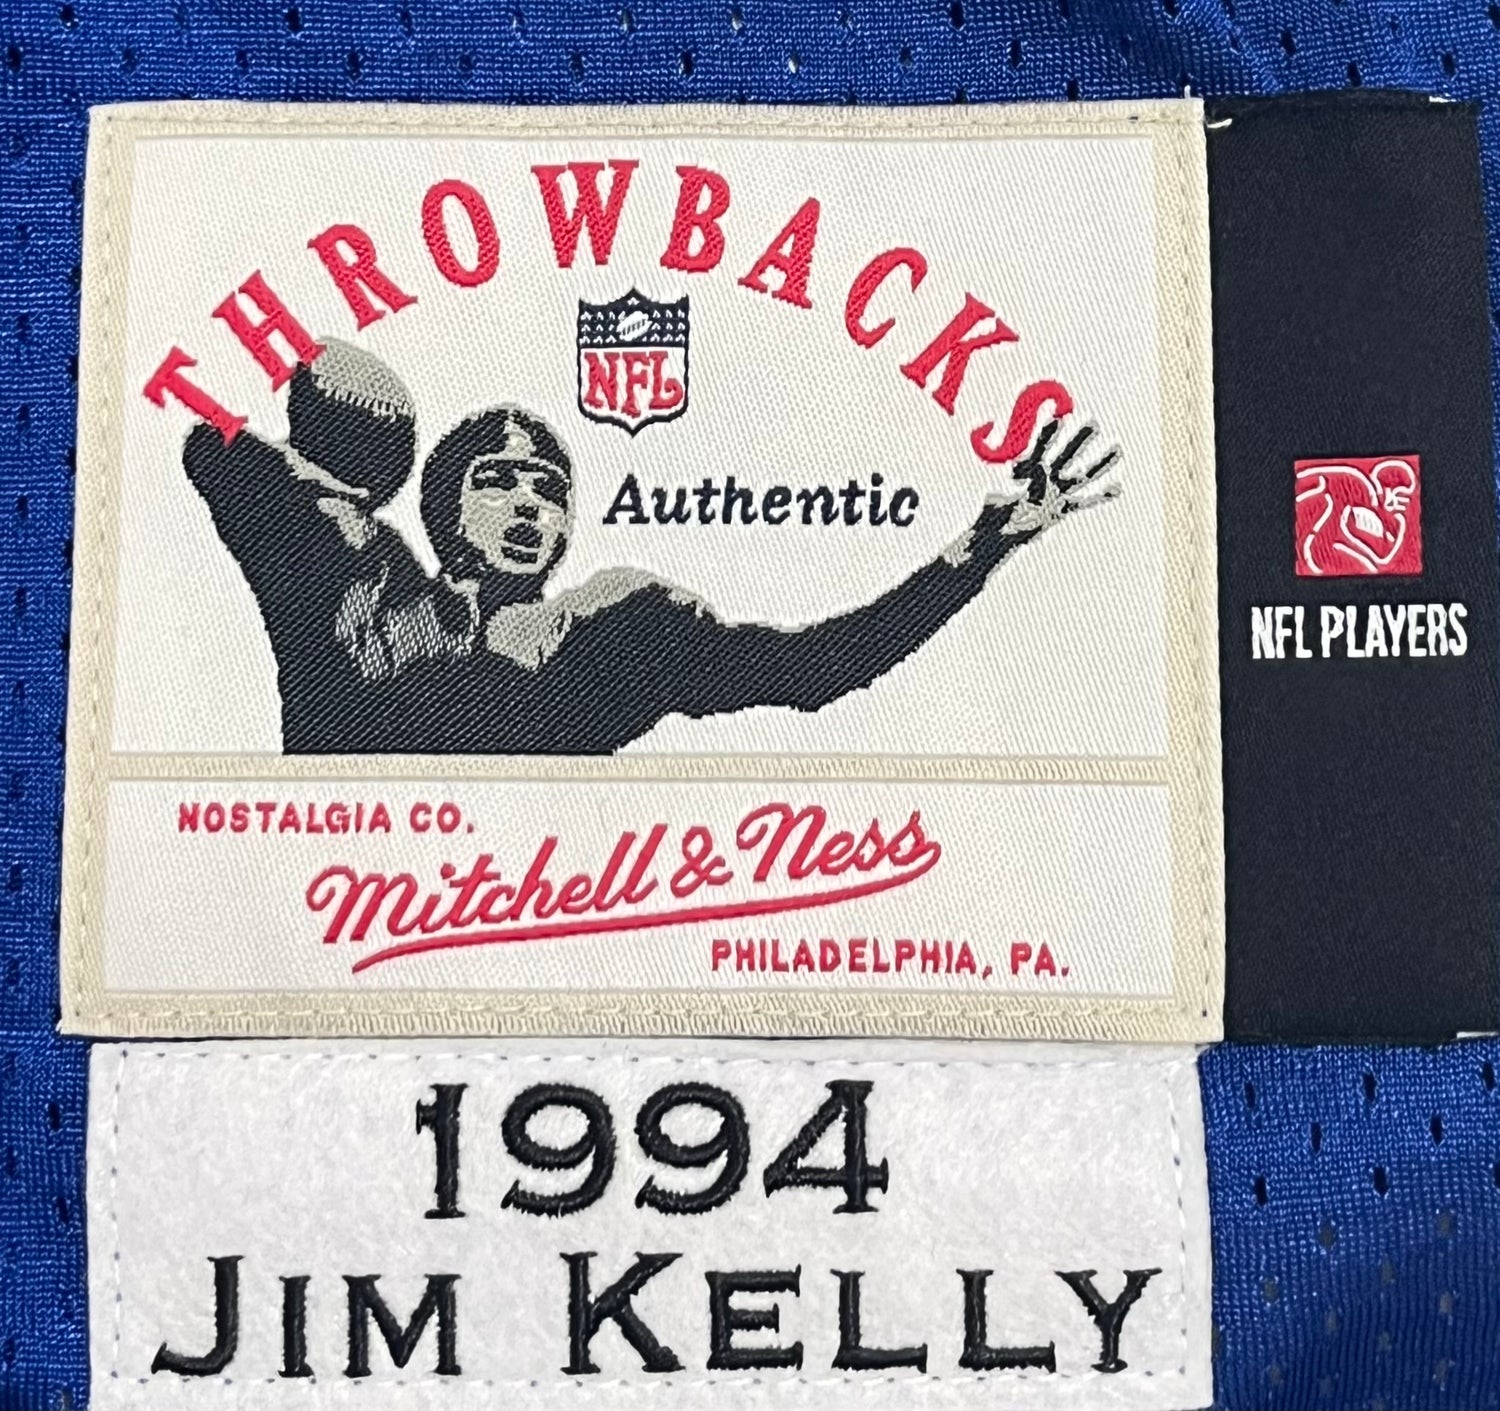 THROWBACKS
NFL
Authentic
NOSTALGIA CO.
Mitchell & Ness
PHILADELPHIA, PA.
NFL PLAYERS
1994
JIM KELLY